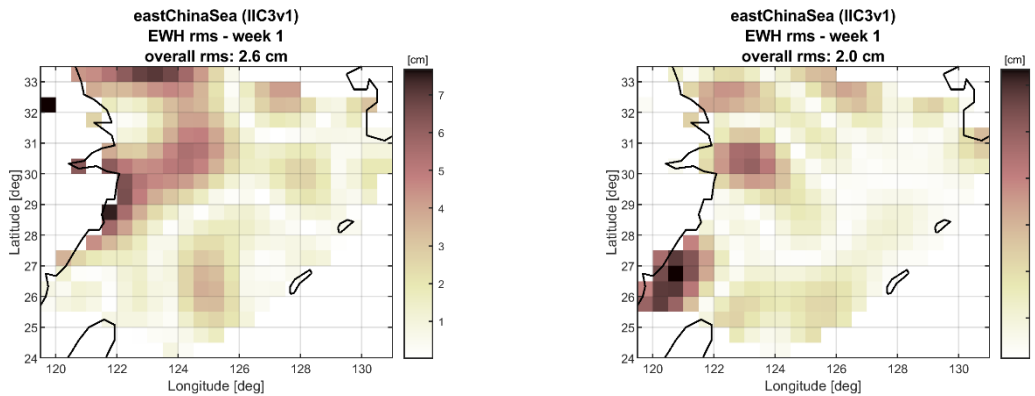 eastChinaSea (IIC3v1)
EWH rms - week 1
overall rms: 2.6 cm
[cm]
33
32
31
30
29
28
27
26
25
24
Latitude [deg]
120 122 124 126 128 130
Longitude [deg]
7
6
5
4
3
2
1
eastChinaSea (IIC3v1)
EWH rms - week 1
overall rms: 2.0 cm
[cm]
33
32
31
30
29
28
27
26
25
24
Latitude [deg]
120 122 124 126 128 130
Longitude [deg]